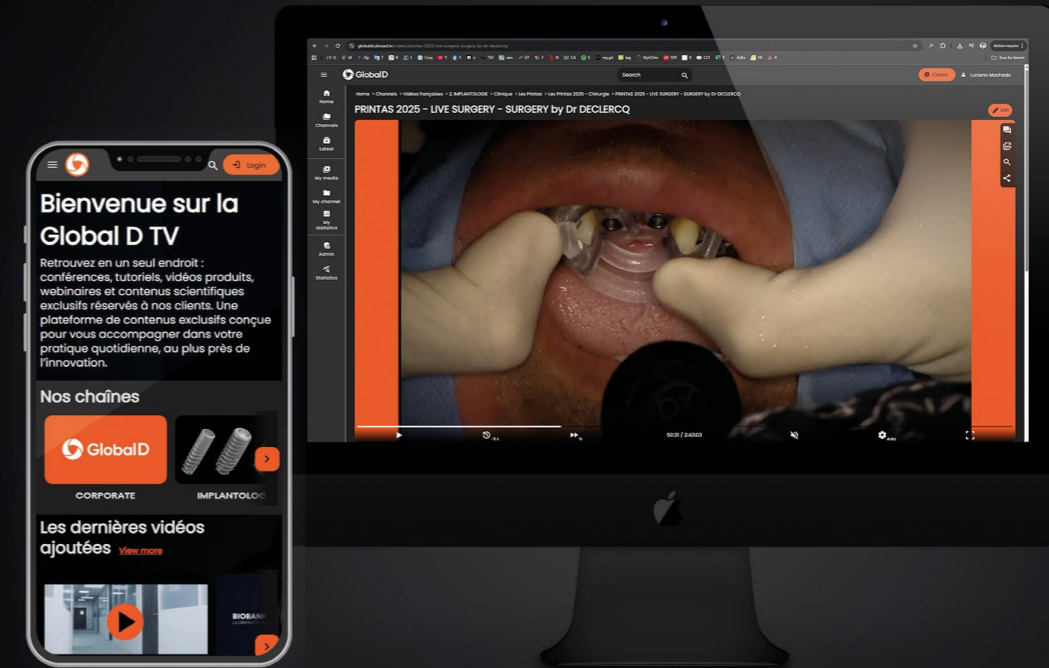 Login
Bienvenue sur la
Global D TV
Retrouvez en un seul endroit :
conférences, tutoriels, vidéos produits,
webinaires et contenus scientifiques
exclusifs réservés à nos clients. Une
plateforme de contenus exclusifs conçue
pour vous accompagner dans votre
pratique quotidienne, au plus près de
l'innovation.
Nos chaînes
GlobalD
CORPORATE
IMPLANTOLOG
Les dernières vidéos
ajoutées View more
BIOBAN
GlobalD
Search
Create
Luciano Machado
Home > Channels > Vidéos françaises > 2. IMPLANTOLOGIE > Clinique > Les Printas > Les Printas 2025 - Chirurgie > PRINTAS 2025 - LIVE SURGERY - SURGERY by Dr DECLERCQ
PRINTAS 2025 - LIVE SURGERY - SURGERY by Dr DECLERCQ
Edit
Home
Channels
Latest
My media
My channel
My
statistics
Admin
Statistics
50:31 / 2:43:03
Auto